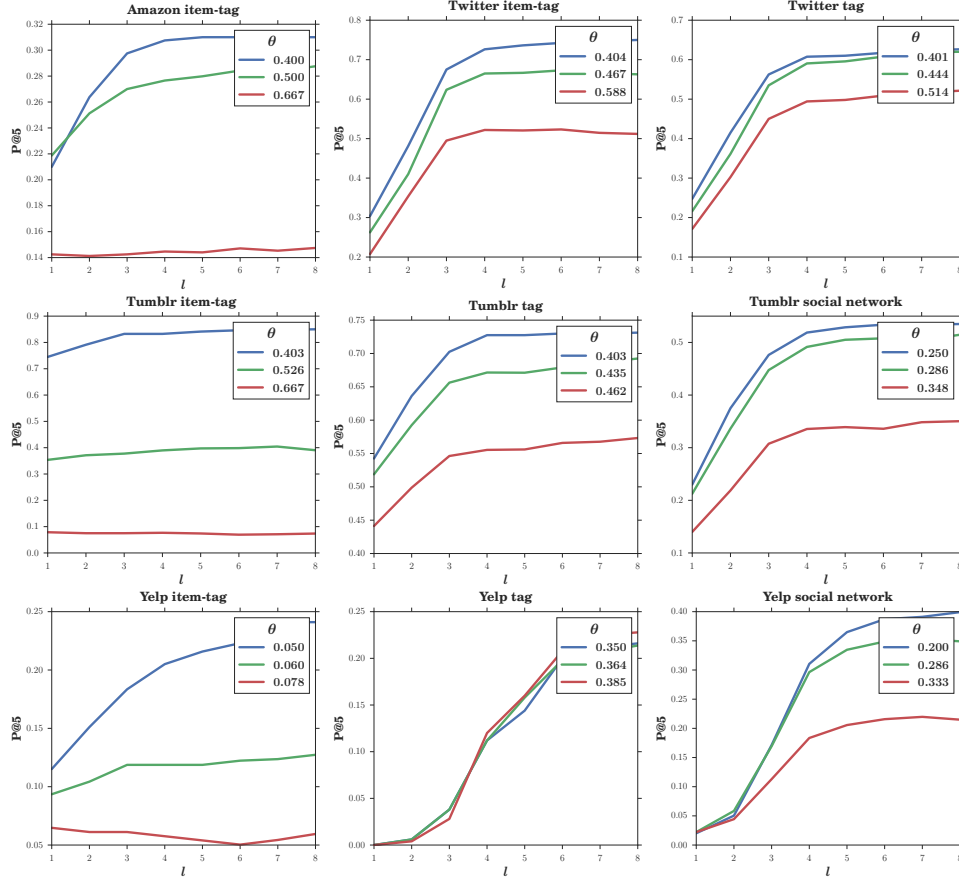 Amazon item-tag
P@5
0.32
0.30
0.28
0.26
0.24
0.22
0.20
0.18
0.16
0.14
θ
0.400
0.500
0.667
1 2 3 4 5 6 7 8
l
Twitter item-tag
P@5
0.8
0.7
0.6
0.5
0.4
0.3
0.2
θ
0.404
0.467
0.588
1 2 3 4 5 6 7 8
l
Twitter tag
P@5
0.7
0.6
0.5
0.4
0.3
0.2
0.1
θ
0.401
0.444
0.514
1 2 3 4 5 6 7 8
l
Tumblr item-tag
P@5
0.9
0.8
0.7
0.6
0.5
0.4
0.3
0.2
0.1
0.0
θ
0.403
0.526
0.667
1 2 3 4 5 6 7 8
l
Tumblr tag
P@5
0.75
0.70
0.65
0.60
0.55
0.50
0.45
0.40
θ
0.403
0.435
0.462
1 2 3 4 5 6 7 8
l
Tumblr social network
P@5
0.5
0.4
0.3
0.2
0.1
θ
0.250
0.286
0.348
1 2 3 4 5 6 7 8
l
Yelp item-tag
P@5
0.25
0.20
0.15
0.10
0.05
θ
0.050
0.060
0.078
1 2 3 4 5 6 7 8
l
Yelp tag
P@5
0.25
0.20
0.15
0.10
0.05
0.00
θ
0.350
0.364
0.385
1 2 3 4 5 6 7 8
l
Yelp social network
P@5
0.40
0.35
0.30
0.25
0.20
0.15
0.10
0.05
0.00
θ
0.200
0.286
0.333
1 2 3 4 5 6 7 8
l